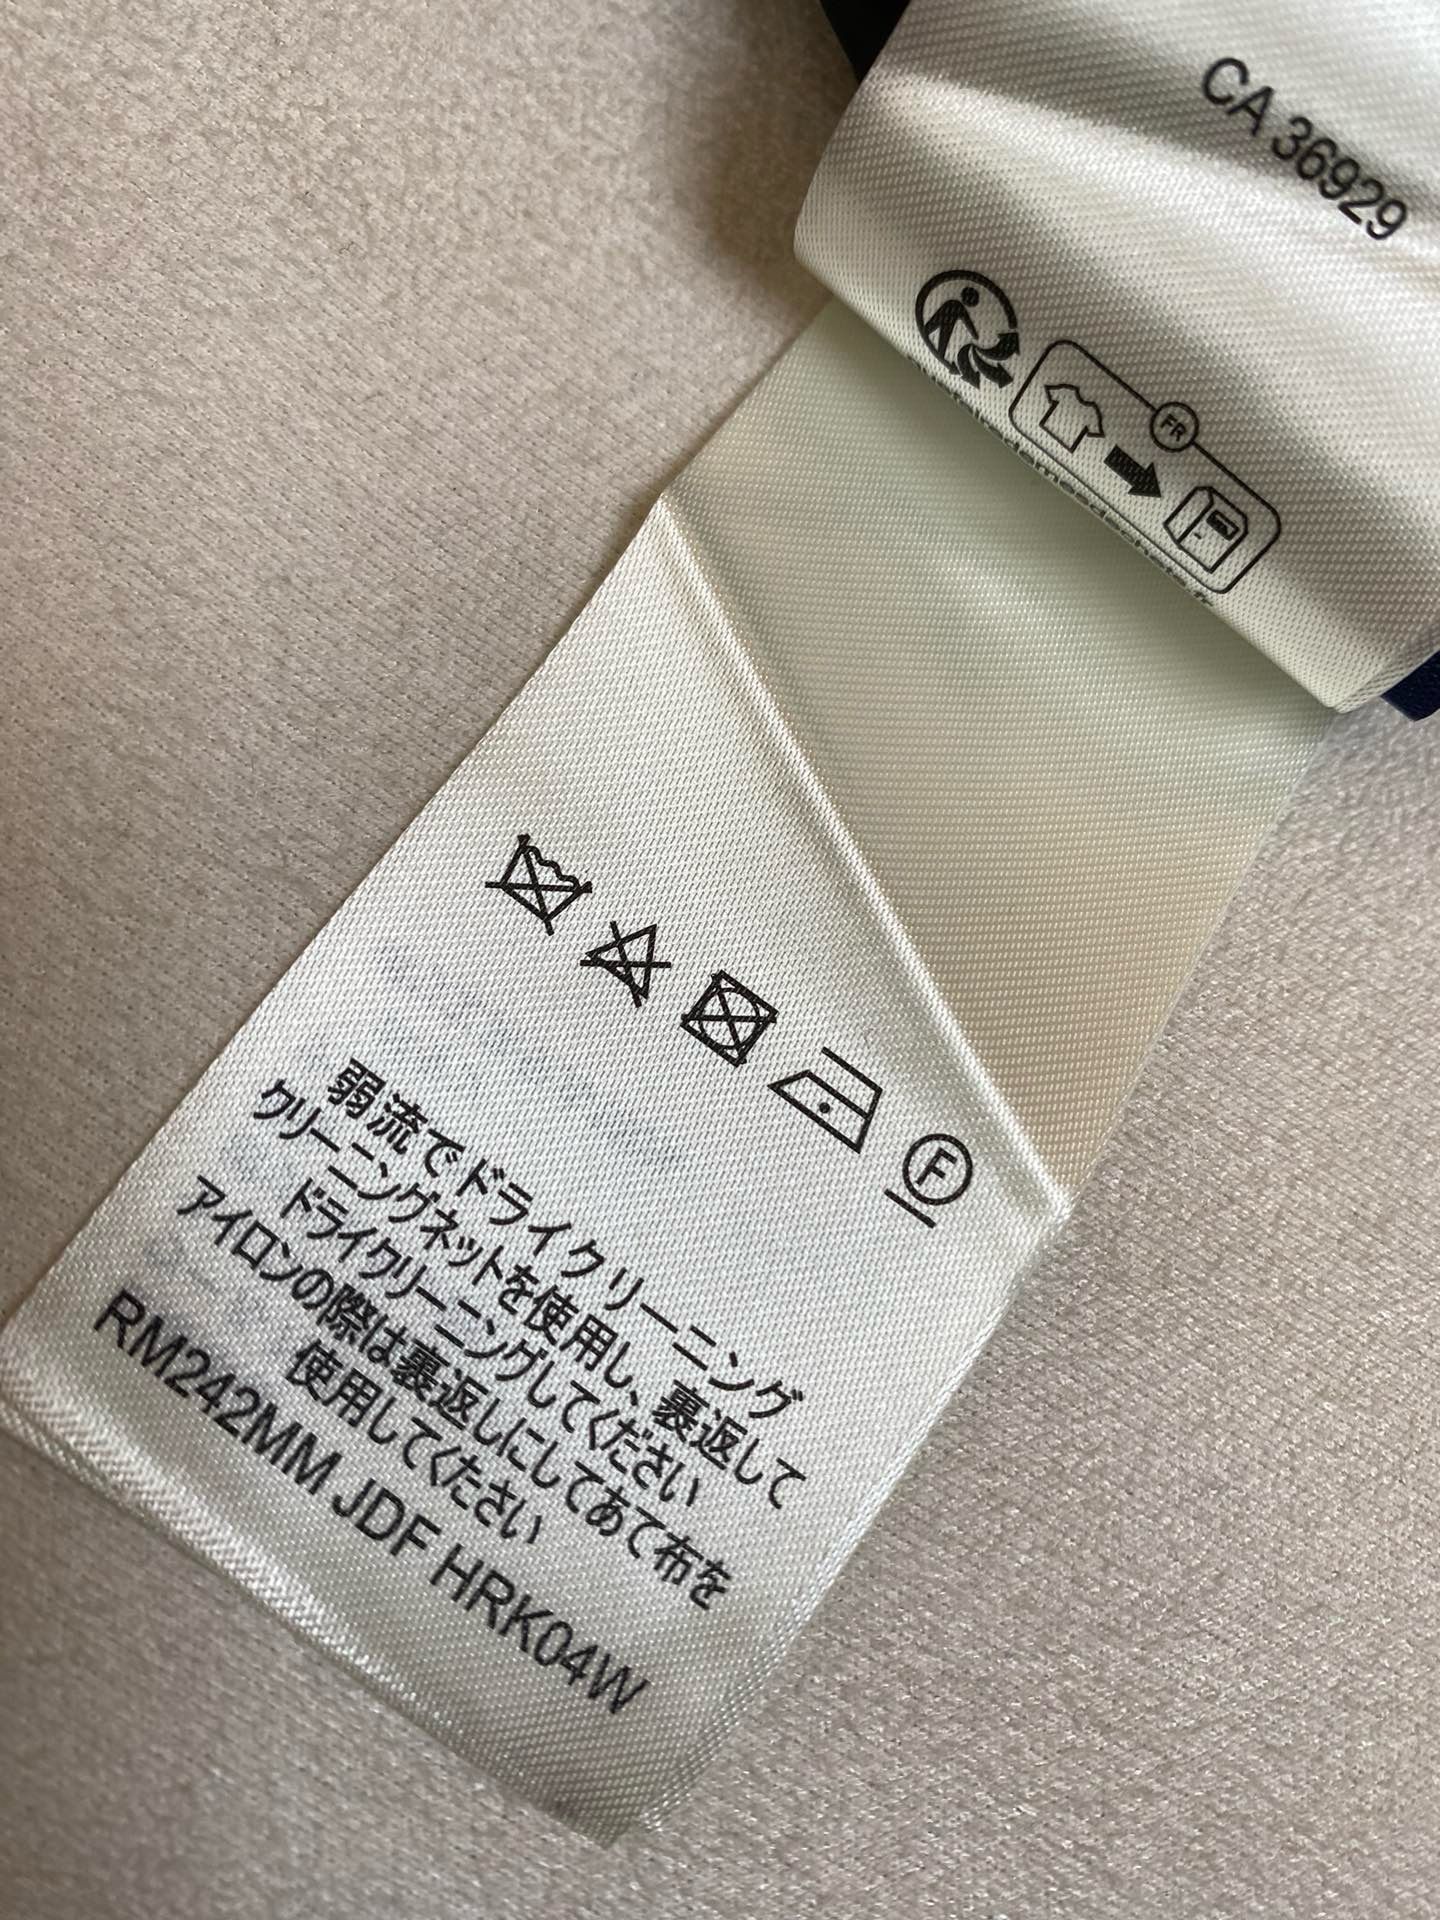 CA 36929
FR
弱流でドライクリーニング
クリーニングネットを使用し、裏返して
ドライクリーニングしてください
アイロンの際は裏返しにしてあて布を
使用してください
RM242MM JDF HRK04W
F